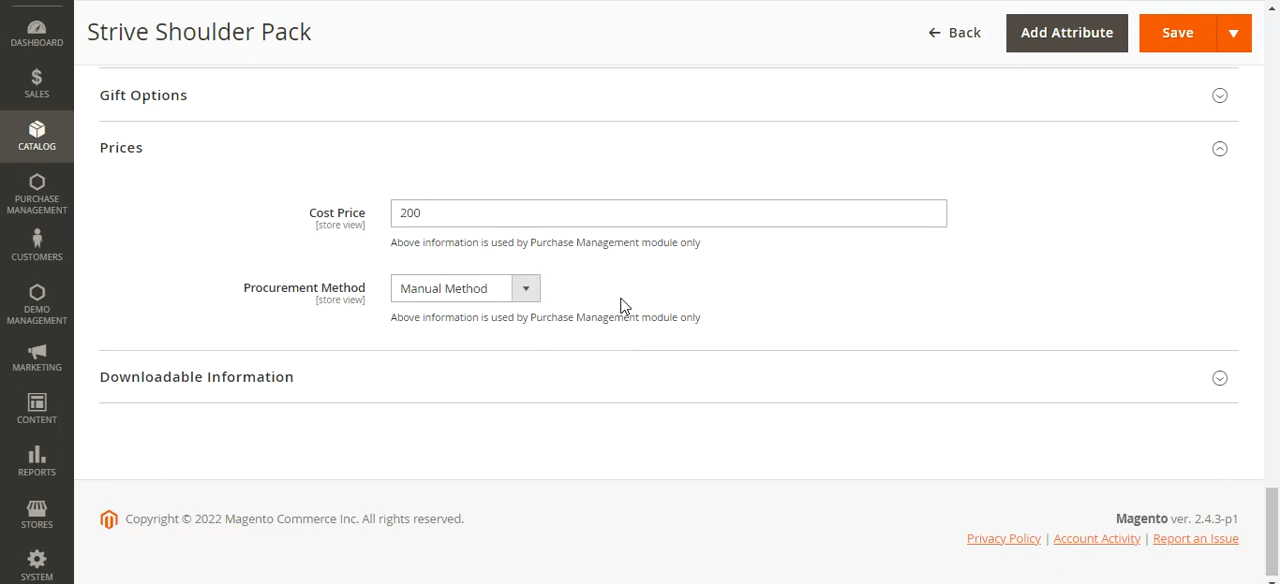 Strive Shoulder Pack
← Back
Add Attribute
Save
DASHBOARD
SALES
CATALOG
PURCHASE
MANAGEMENT
CUSTOMERS
DEMO
MANAGEMENT
MARKETING
CONTENT
REPORTS
STORES
SYSTEM
Gift Options
Prices
Cost Price
[store view]
200
Above information is used by Purchase Management module only
Procurement Method
[store view]
Manual Method
Above information is used by Purchase Management module only
Downloadable Information
Copyright © 2022 Magento Commerce Inc. All rights reserved.
Magento ver. 2.4.3-p1
Privacy Policy | Account Activity | Report an Issue